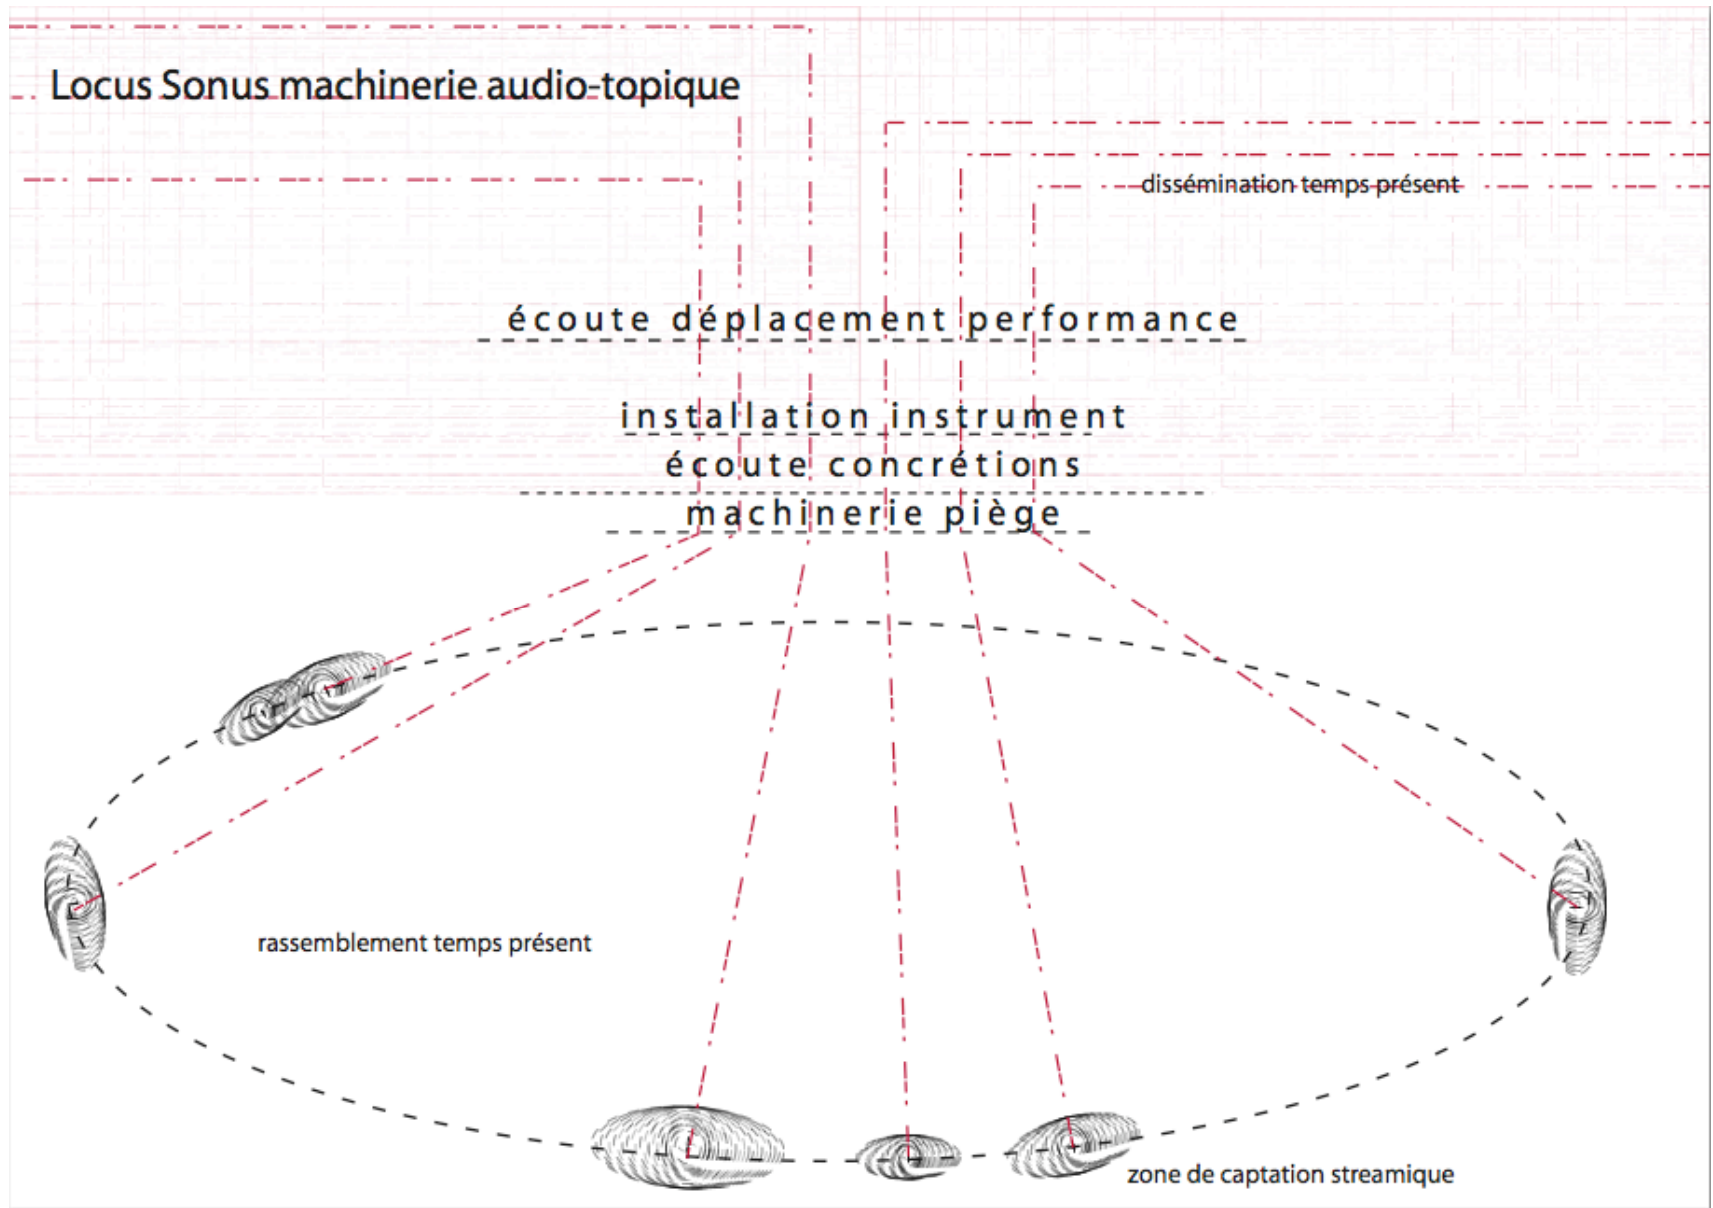 Locus Sonus machinerie audio-topique
dissémination temps présent
écoute déplacement performance
installation instrument
écoute concrétions
machinerie piège
rassemblement temps présent
zone de captation streamique